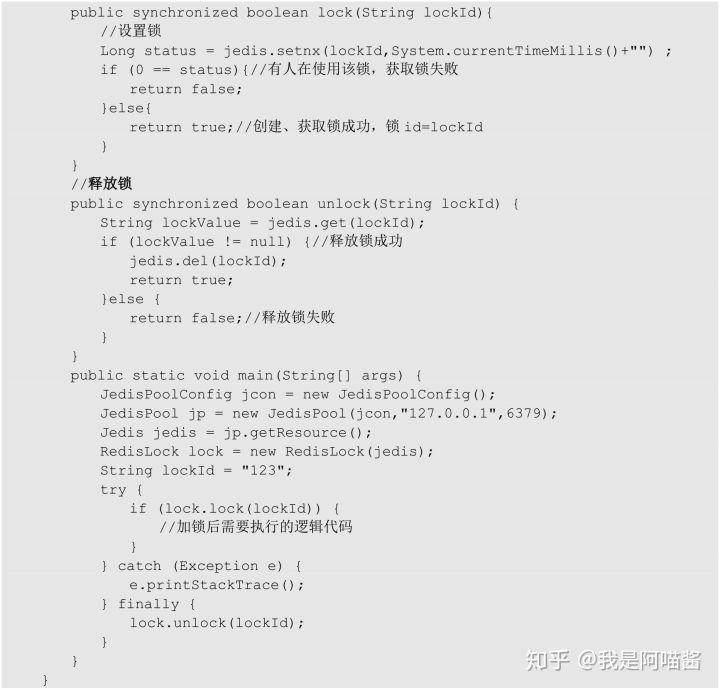 public synchronized boolean lock(String lockId){
//设置锁
Long status = jedis.setnx(lockId,System.currentTimeMillis()+"") ;
if (0 == status){//有人在使用该锁，获取锁失败
return false;
}else{
return true;//创建、获取锁成功，锁 id=lockId
}
}
//释放锁
public synchronized boolean unlock(String lockId) {
String lockValue = jedis.get(lockId);
if (lockValue != null) {//释放锁成功
jedis.del(lockId);
return true;
}else {
return false;//释放锁失败
}
}
public static void main(String[] args) {
JedisPoolConfig jcon = new JedisPoolConfig();
JedisPool jp = new JedisPool(jcon,"127.0.0.1",6379);
Jedis jedis = jp.getResource();
RedisLock lock = new RedisLock(jedis);
String lockId = "123";
try {
if (lock.lock(lockId)) {
//加锁后需要执行的逻辑代码
}
} catch (Exception e) {
e.printStackTrace();
} finally {
lock.unlock(lockId);
}
}
}
知乎 @我是阿喵酱